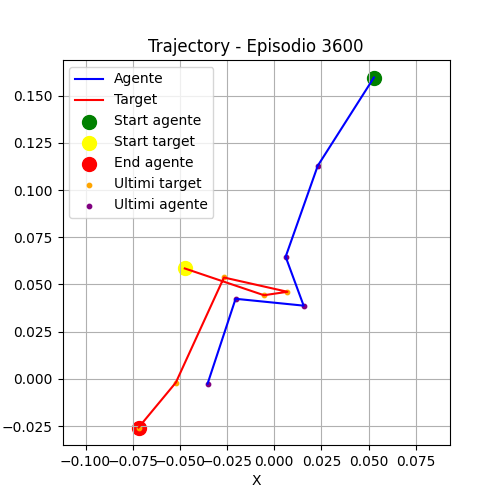 Trajectory - Episodio 3600
Agente
Target
Start agente
Start target
End agente
Ultimi target
Ultimi agente
0.150
0.125
0.100
0.075
0.050
0.025
0.000
−0.025
−0.100 −0.075 −0.050 −0.025 0.000 0.025 0.050 0.075
X